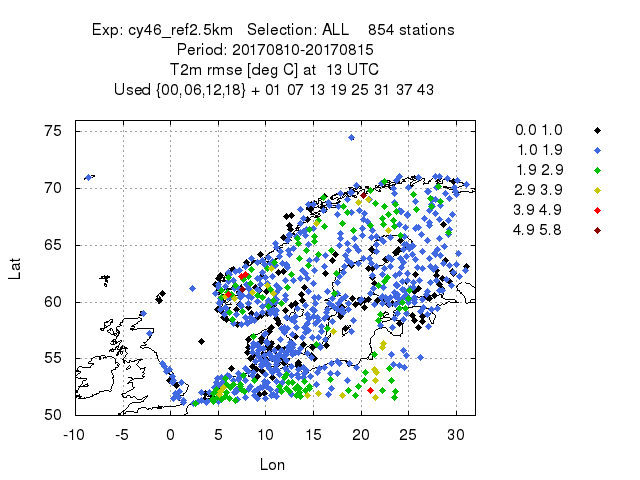 Exp: cy46_ref2.5km Selection: ALL 854 stations
Period: 20170810-20170815
T2m rmse [deg C] at 13 UTC
Used {00,06,12,18} + 01 07 13 19 25 31 37 43
75
70
65
60
55
50
Lat
-10 -5 0 5 10 15 20 25 30
Lon
0.0 1.0
1.0 1.9
1.9 2.9
2.9 3.9
3.9 4.9
4.9 5.8